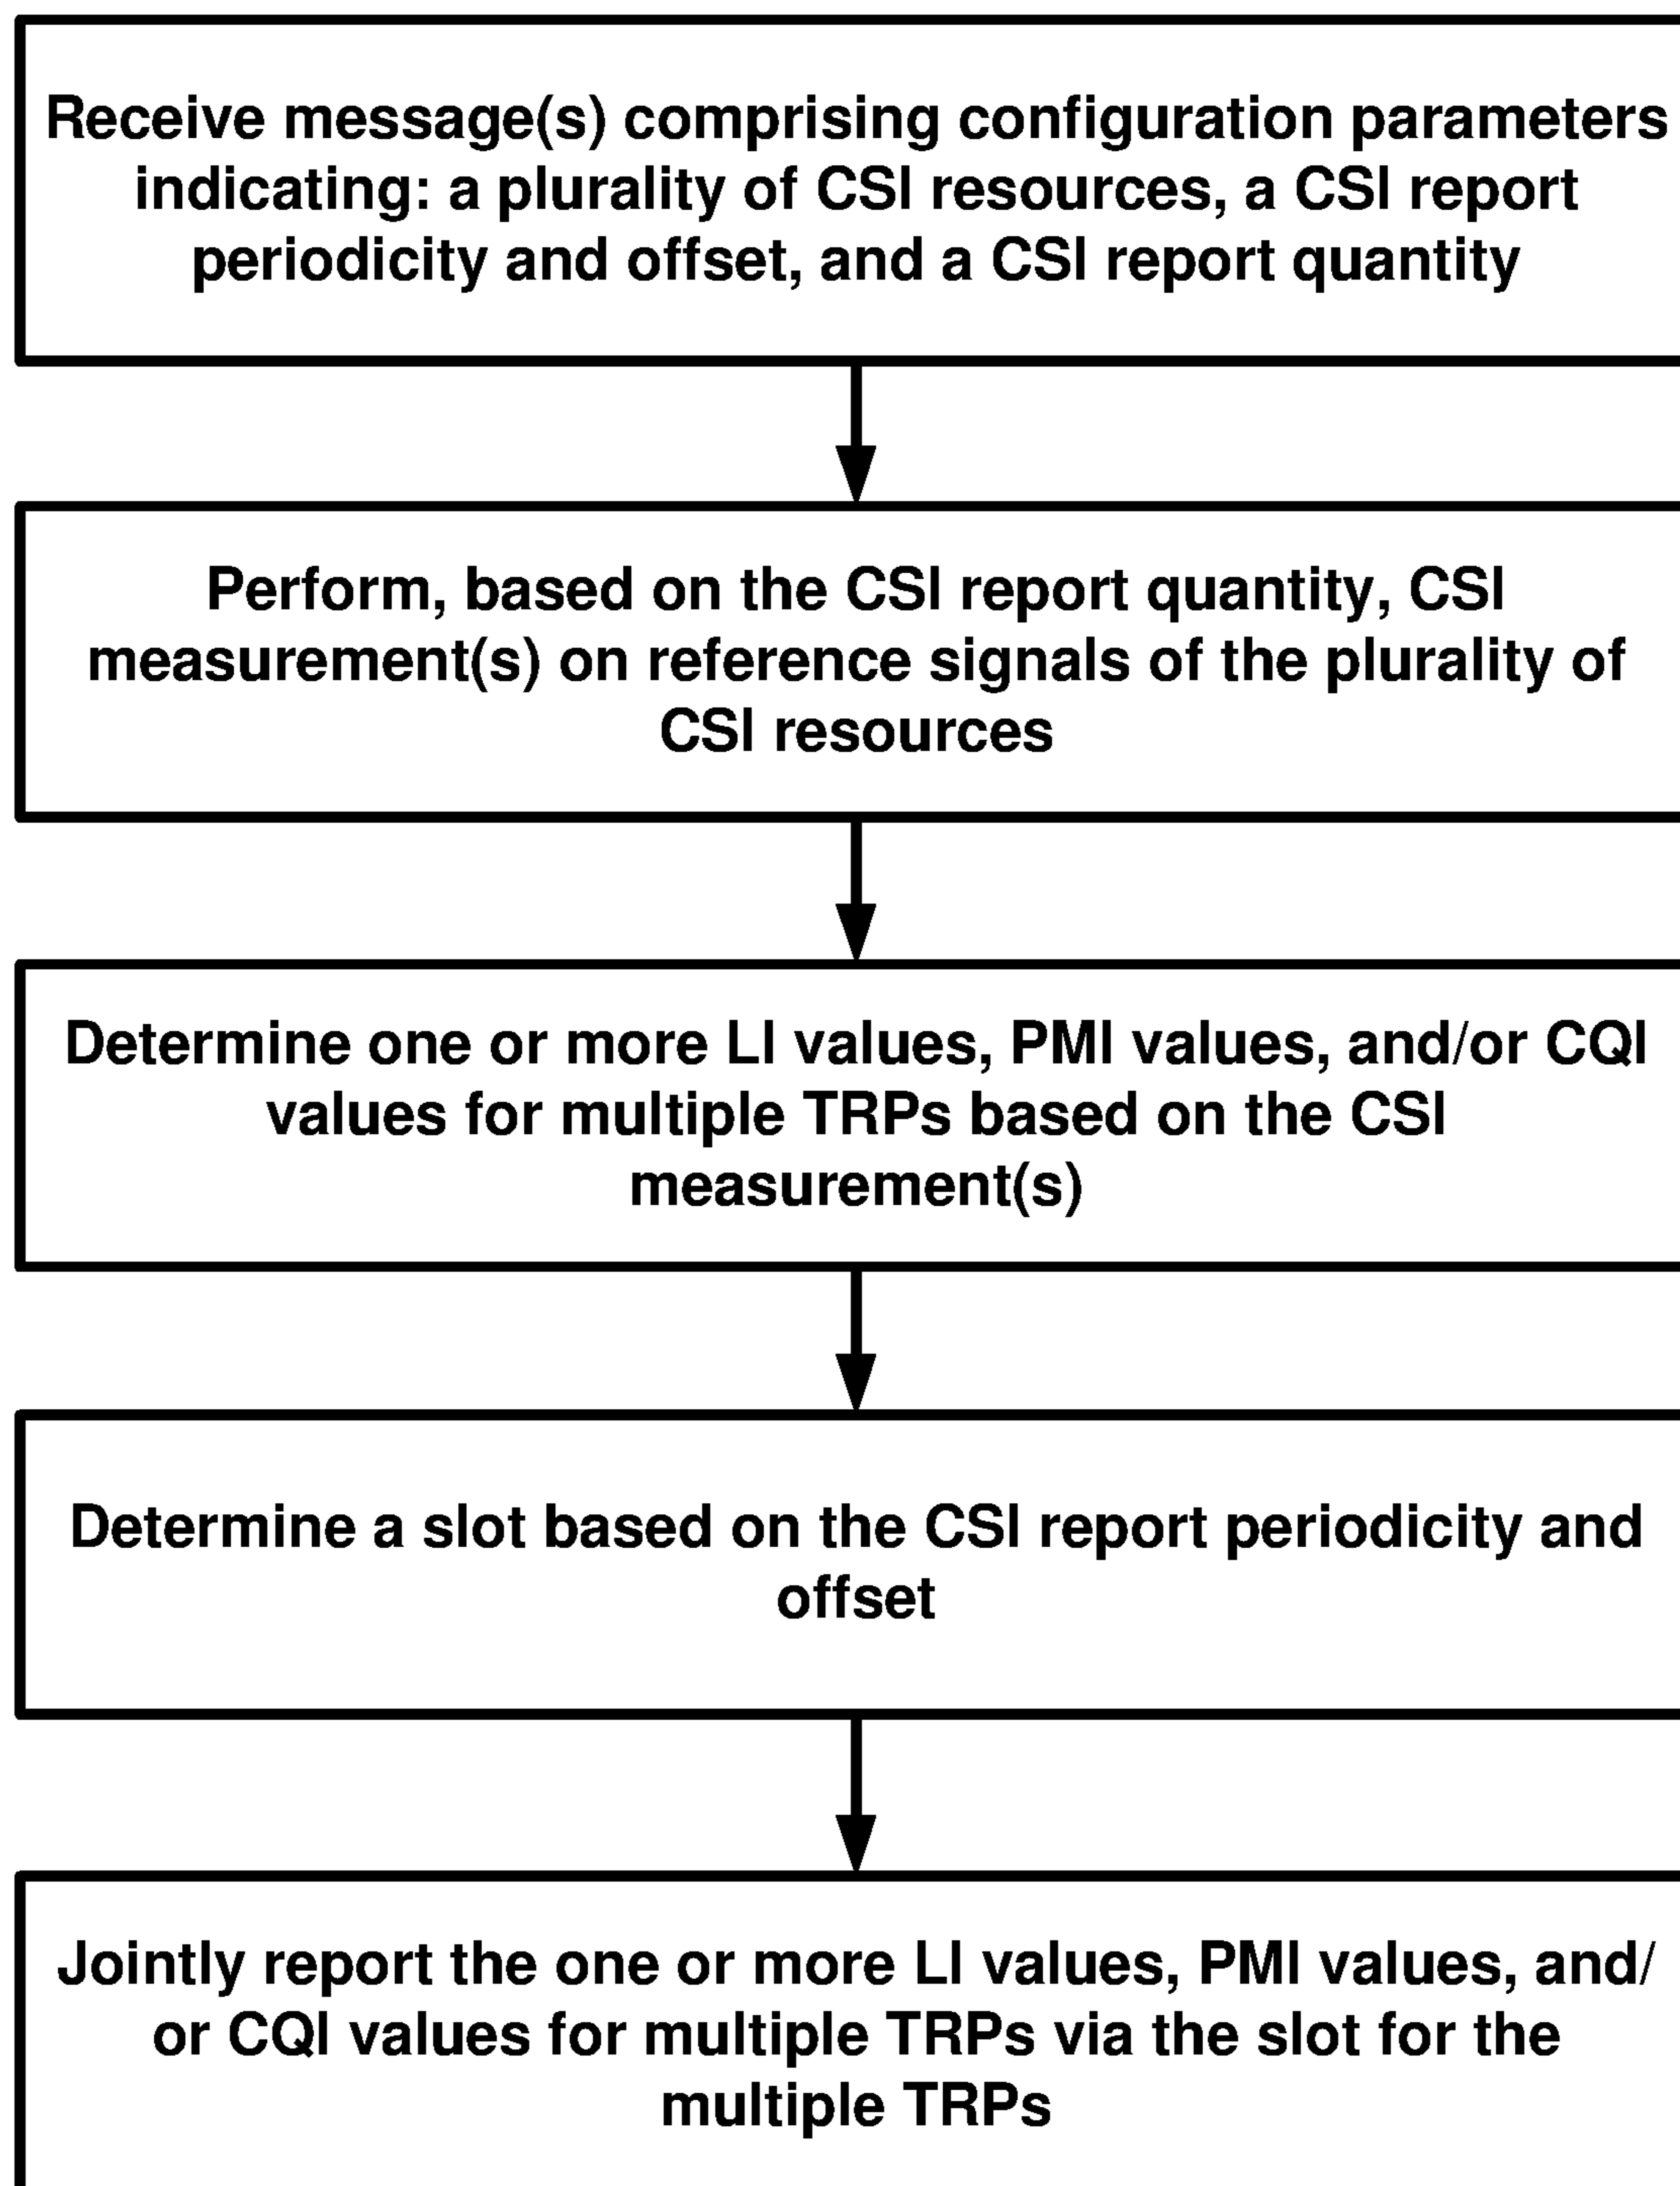 Receive message(s) comprising configuration parameters
indicating: a plurality of CSI resources, a CSI report
periodicity and offset, and a CSI report quantity
Perform, based on the CSI report quantity, CSI
measurement(s) on reference signals of the plurality of
CSI resources
Determine one or more LI values, PMI values, and/or CQI
values for multiple TRPs based on the CSI
measurement(s)
Determine a slot based on the CSI report periodicity and
offset
Jointly report the one or more LI values, PMI values, and/
or CQI values for multiple TRPs via the slot for the
multiple TRPs